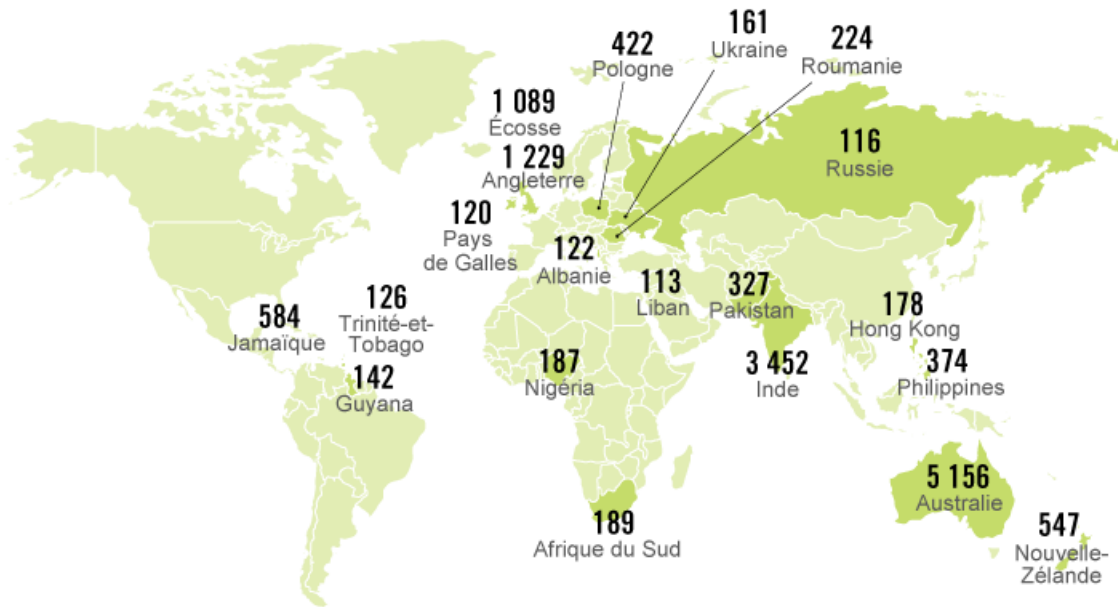 161
Ukraine
422
Pologne
224
Roumanie
1 089
Écosse
1 229
Angleterre
116
Russie
120
Pays
de Galles
122
Albanie
113
Liban
327
Pakistan
178
Hong Kong
584
Jamaïque
126
Trinité-et-
Tobago
142
Guyana
187
Nigéria
3 452
Inde
374
Philippines
5 156
Australie
189
Afrique du Sud
547
Nouvelle-
Zélande